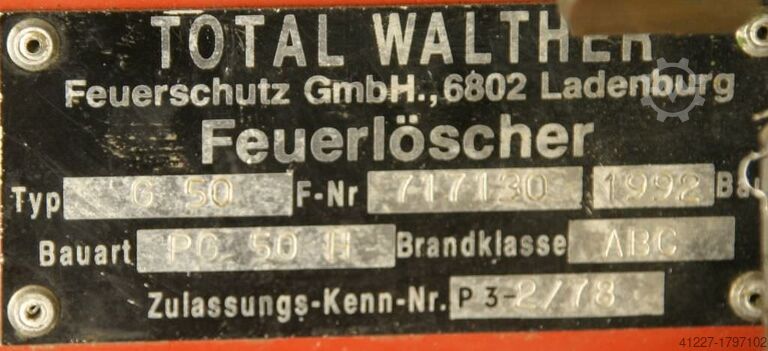 TOTAL WALTHER
Feuerschutz GmbH.,6802 Ladenburg
Feuerlöscher
Typ G 50 F-Nr 717130 1992 Ba
Bauart PG 50 H Brandklasse ABC
Zulassungs-Kenn-Nr. P 3-2/78
41227-1797102